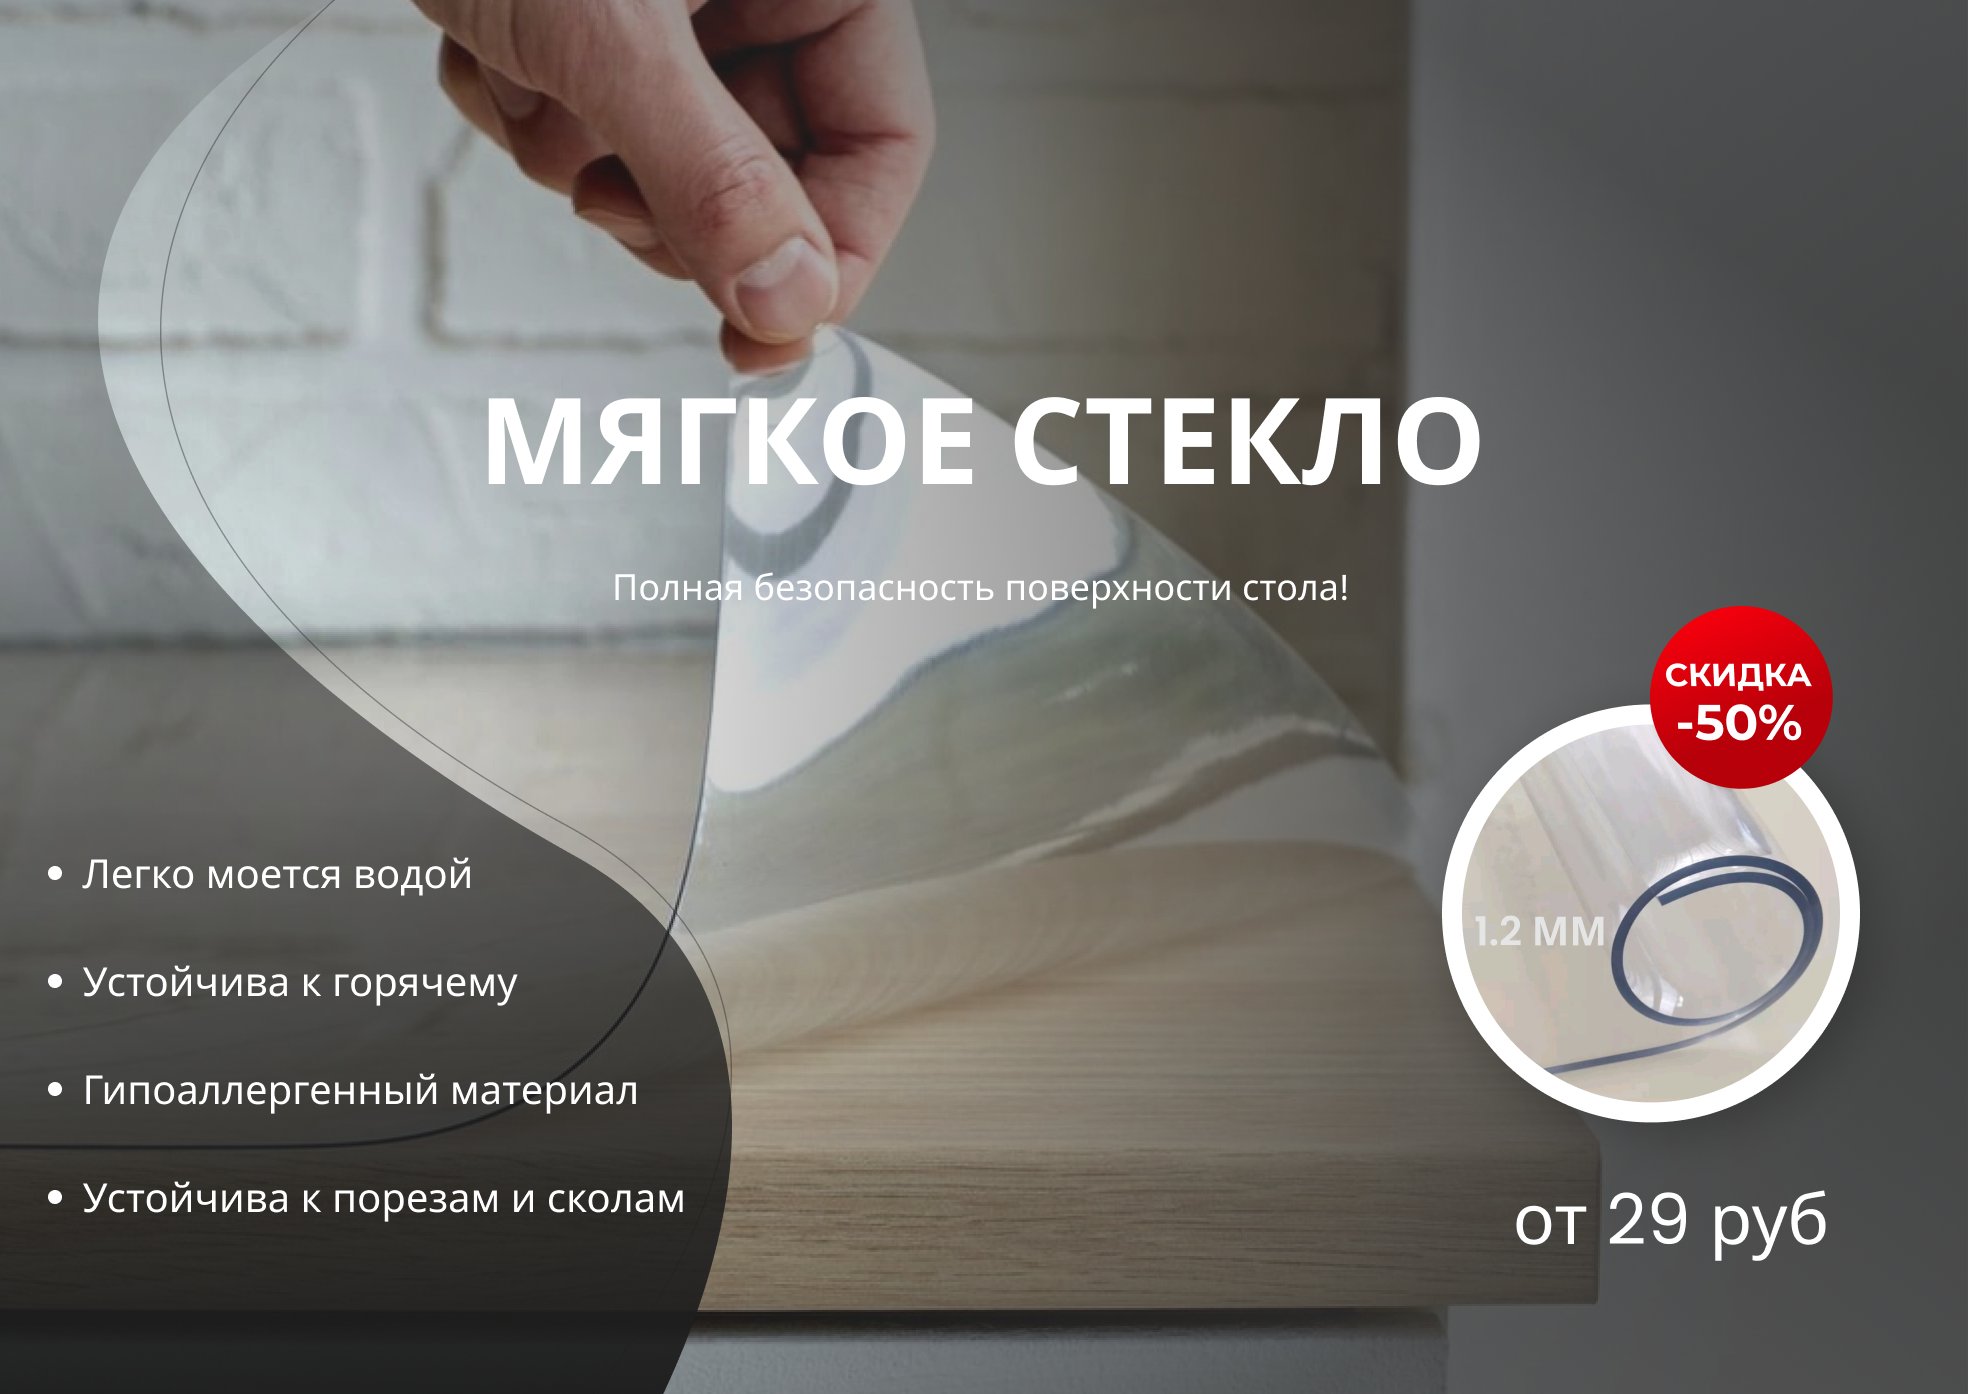 МЯГКОЕ СТЕКЛО
Полная безопасность поверхности стола!
СКИДКА
-50%
1.2 ММ
• Легко моется водой
• Устойчива к горячему
• Гипоаллергенный материал
• Устойчива к порезам и сколам
от 29 руб